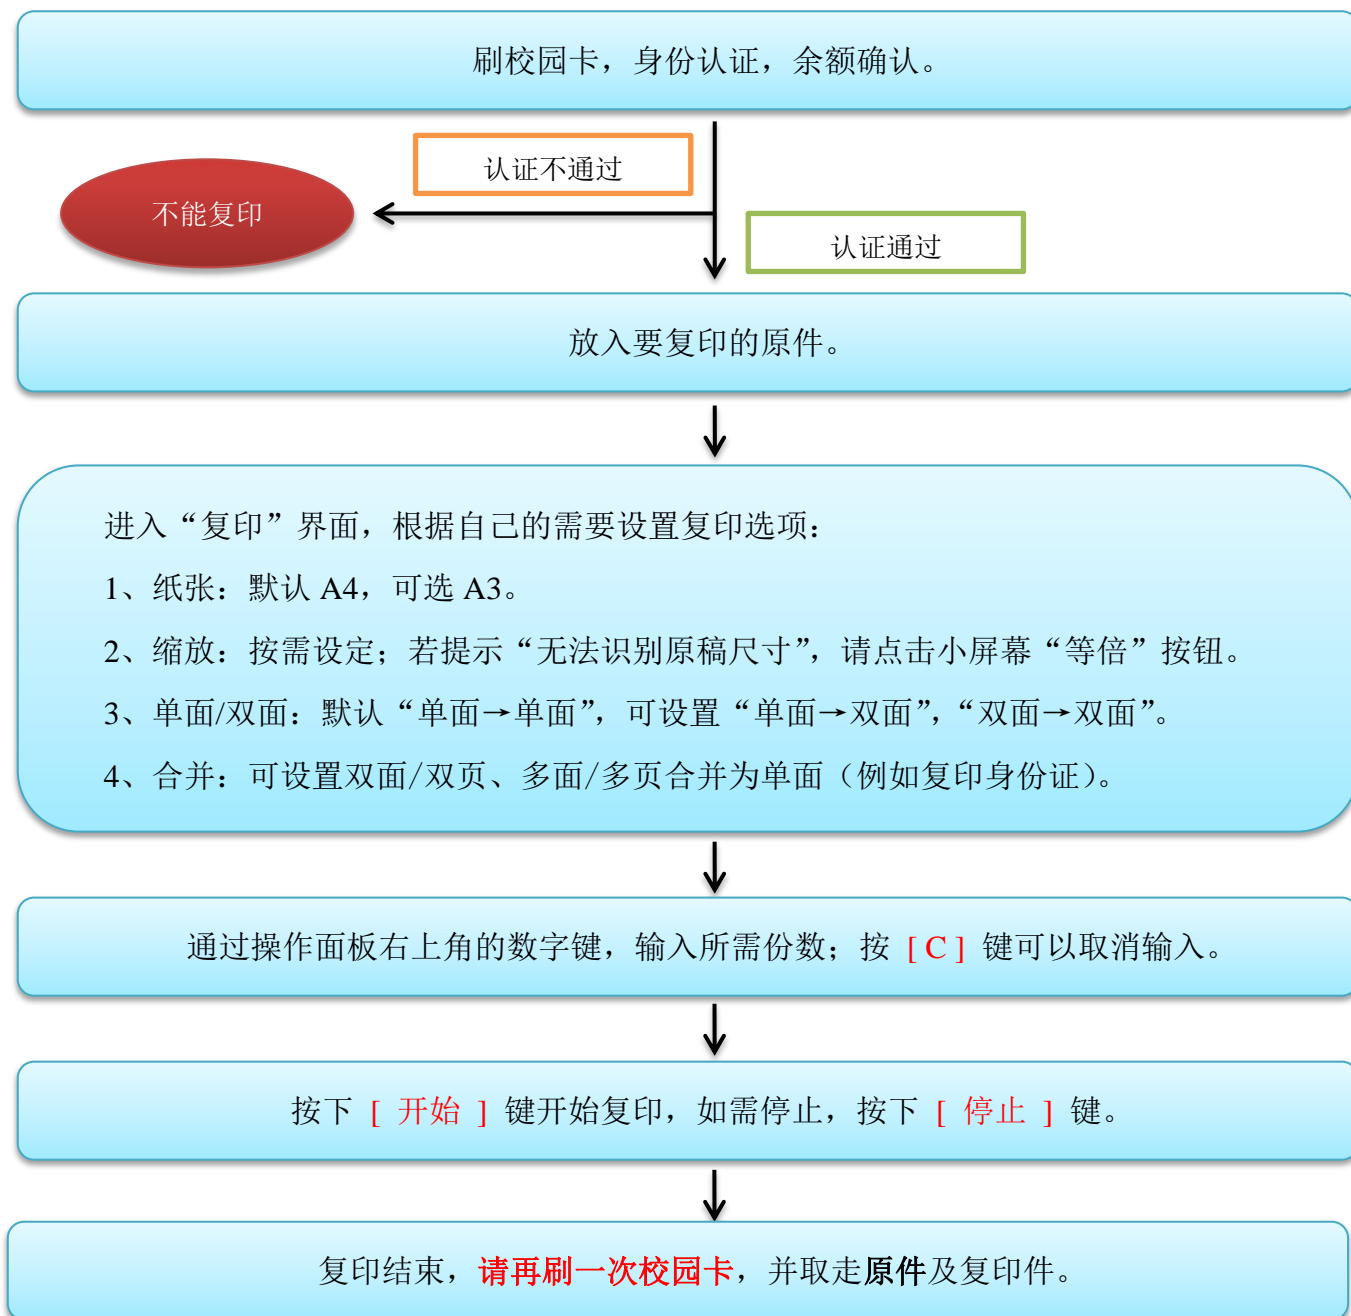 刷校园卡，身份认证，余额确认。
认证不通过
不能复印
认证通过
放入要复印的原件。
进入“复印”界面，根据自己的需要设置复印选项：
1、纸张：默认 A4，可选 A3。
2、缩放：按需设定；若提示“无法识别原稿尺寸”，请点击小屏幕“等倍”按钮。
3、单面/双面：默认“单面→单面”，可设置“单面→双面”，“双面→双面”。
4、合并：可设置双面/双页、多面/多页合并为单面（例如复印身份证）。
通过操作面板右上角的数字键，输入所需份数；按 [ C ] 键可以取消输入。
按下 [ 开始 ] 键开始复印，如需停止，按下 [ 停止 ] 键。
复印结束，请再刷一次校园卡，并取走原件及复印件。